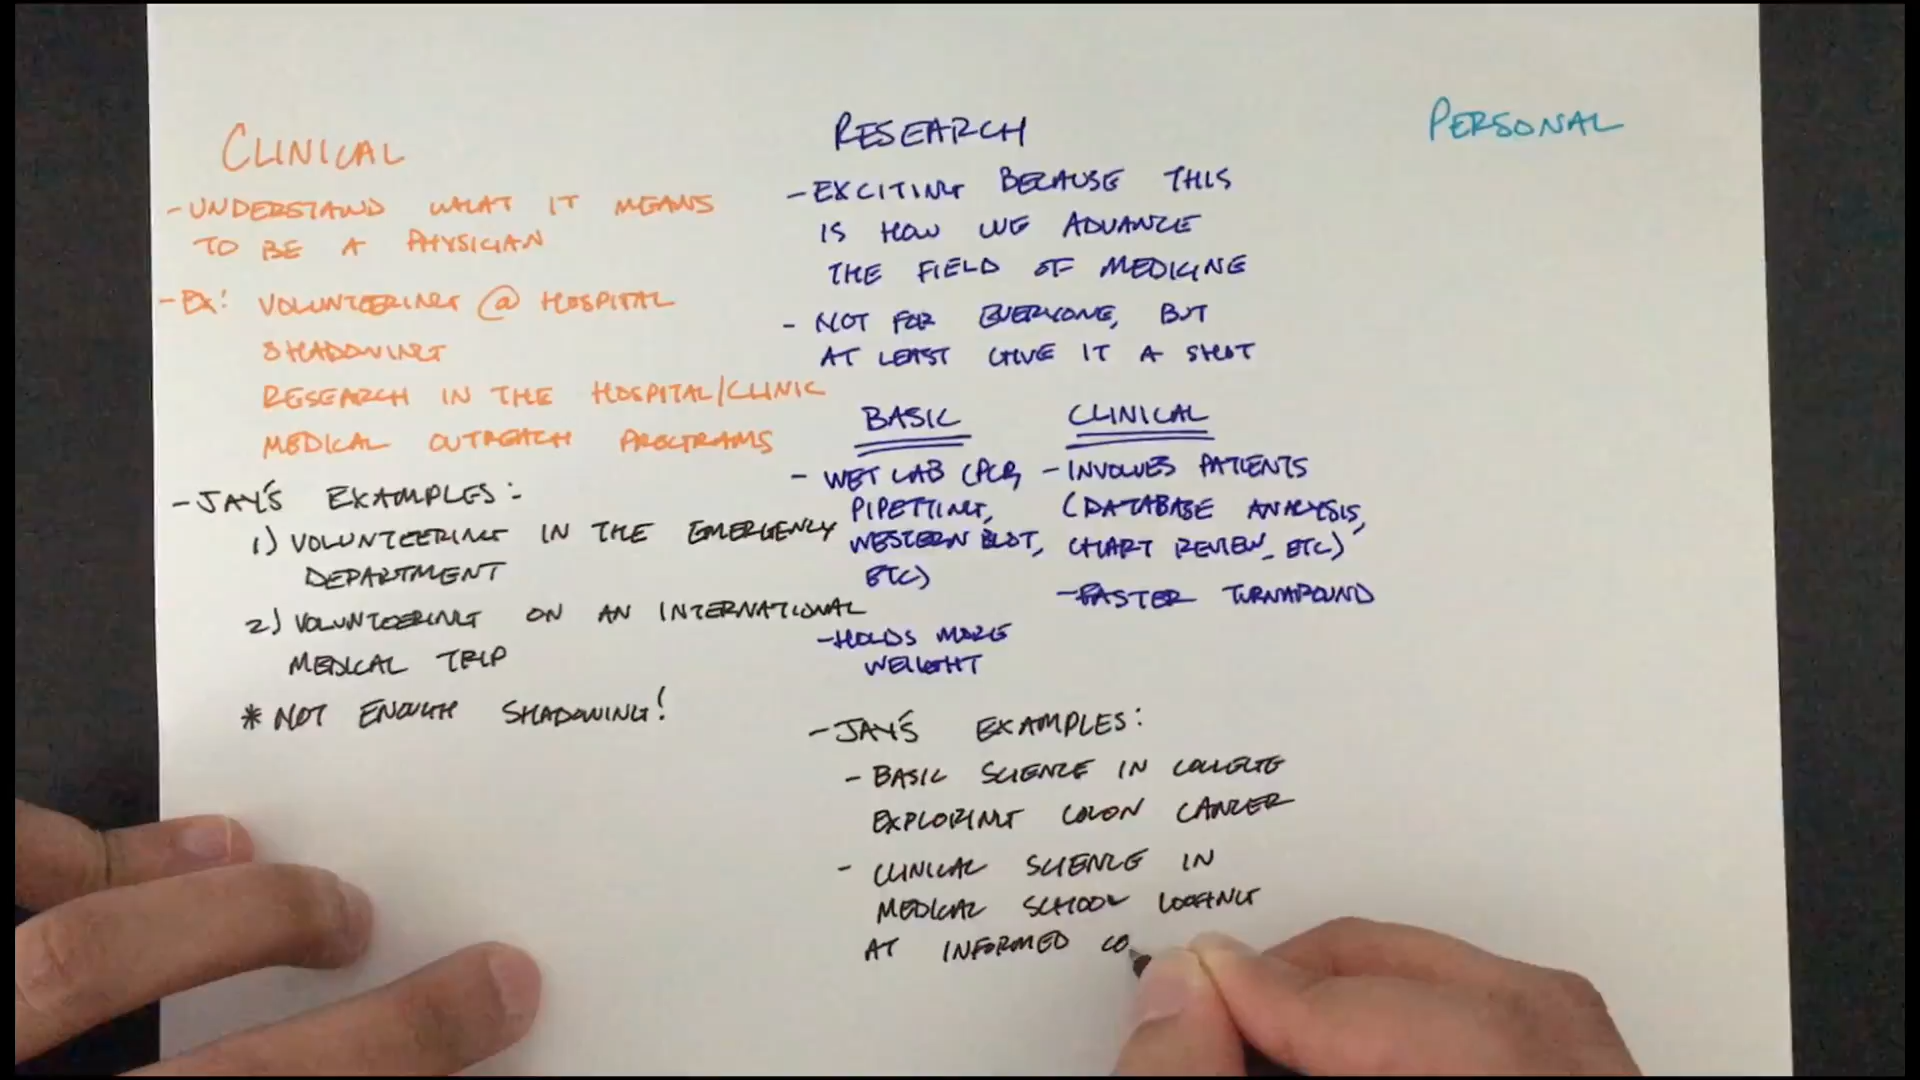 CLINICAL
- UNDERSTAND WHAT IT MEANS
TO BE A PHYSICIAN
- EX: VOLUNTEERING @ HOSPITAL
SHADOWING
RESEARCH IN THE HOSPITAL/CLINIC
MEDICAL OUTREACH PROGRAMS
- JAY'S EXAMPLES:
1) VOLUNTEERING IN THE EMERGENCY
DEPARTMENT
2) VOLUNTEERING ON AN INTERNATIONAL
MEDICAL TRIP
* NOT ENOUGH SHADOWING!
RESEARCH
- EXCITING BECAUSE THIS
IS HOW WE ADVANCE
THE FIELD OF MEDICINE
- NOT FOR EVERYONE, BUT
AT LEAST GIVE IT A SHOT
BASIC
- WET LAB (PCR,
PIPETTING,
WESTERN BLOT,
ETC)
- HOLDS MORE
WEIGHT
CLINICAL
- INVOLVES PATIENTS
(DATABASE ANALYSIS,
CHART REVIEW, ETC)
- FASTER TURNAROUND
- JAY'S EXAMPLES:
- BASIC SCIENCE IN COLLEGE
EXPLORING COLON CANCER
- CLINICAL SCIENCE IN
MEDICAL SCHOOL LOOKING
AT INFORMED CO
PERSONAL